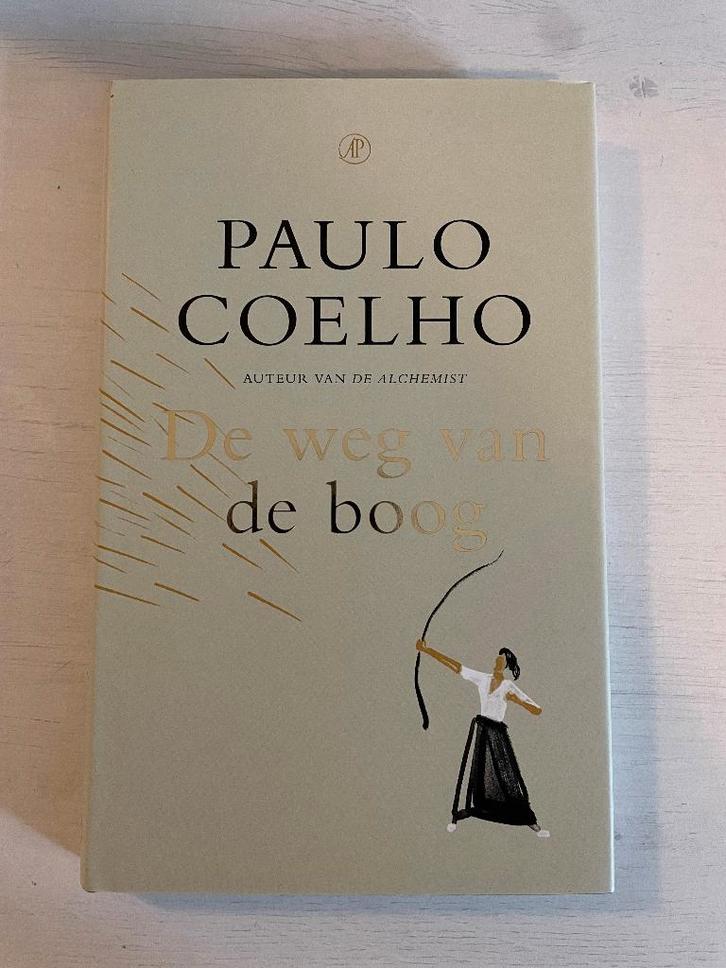 AP
PAULO
COELHO
AUTEUR VAN DE ALCHEMIST
De weg van
de boog